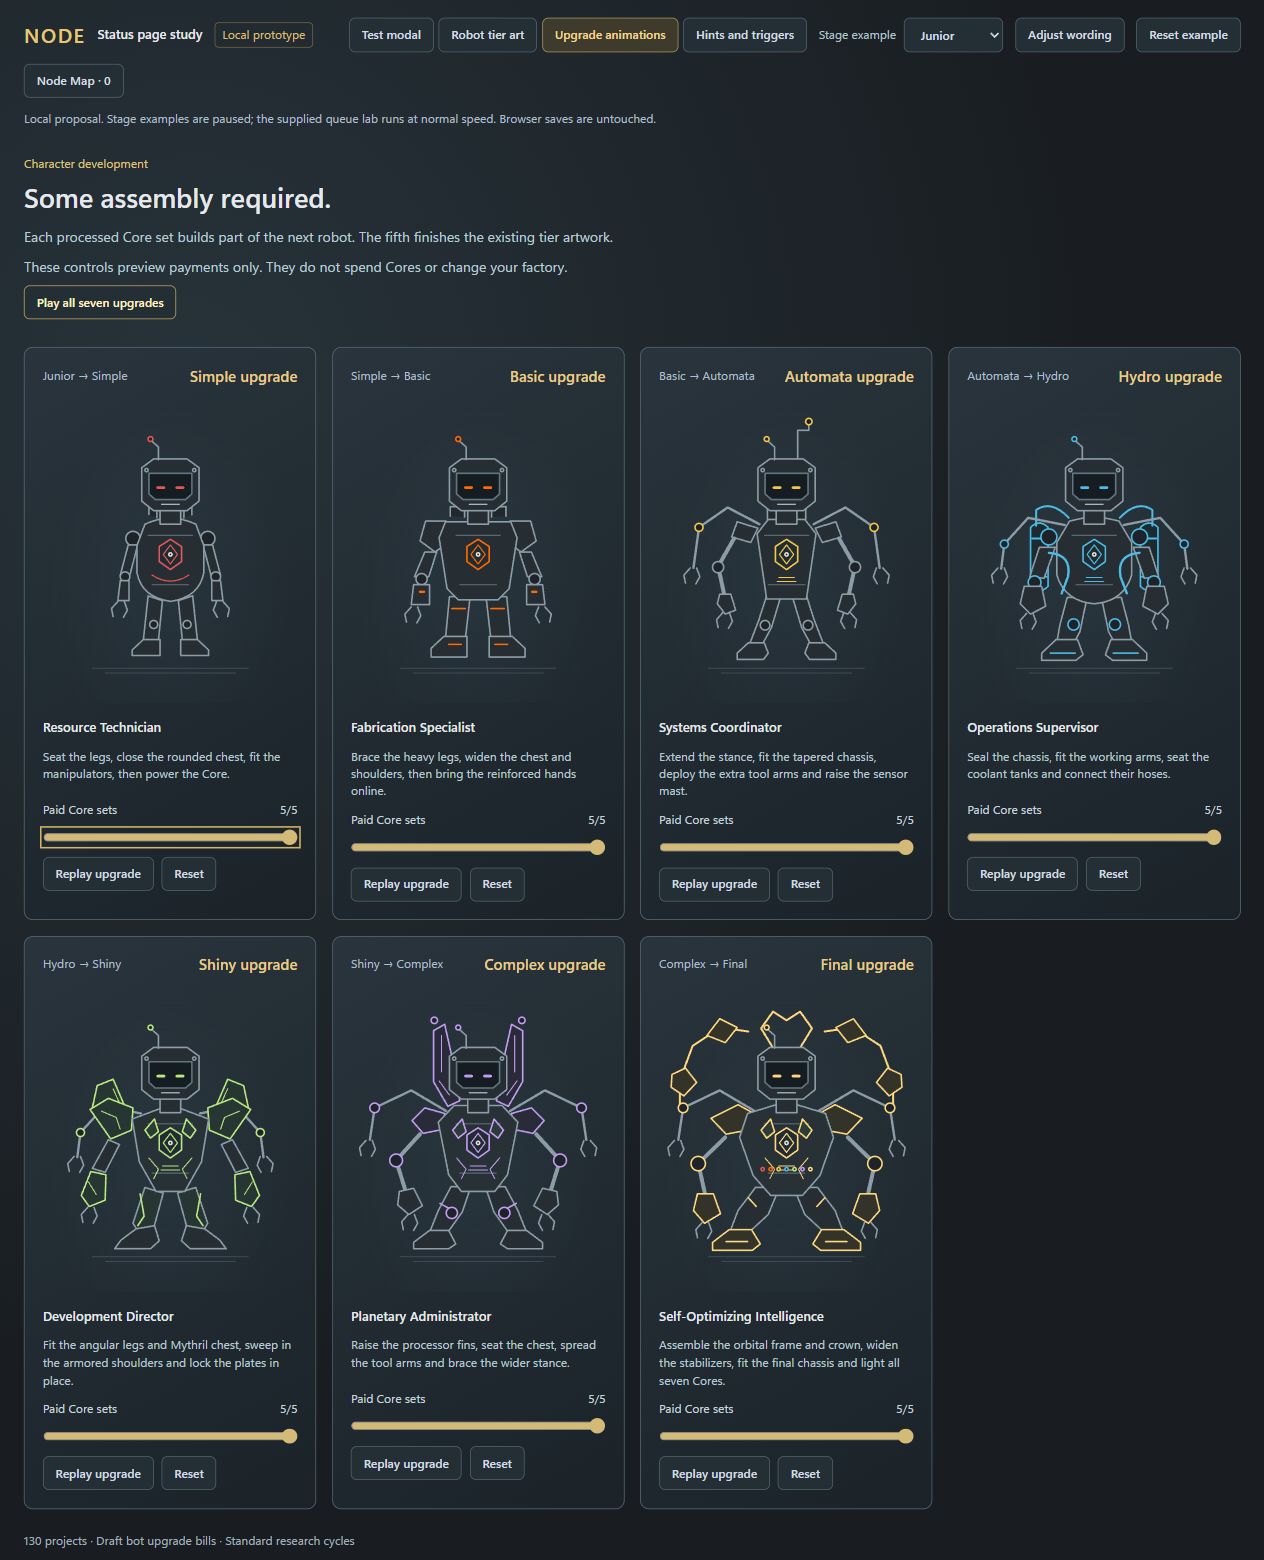 NODE Status page study Local prototype Test modal Robot tier art Upgrade animations Hints and triggers Stage example Junior Adjust wording Reset example
Node Map · 0
Local proposal. Stage examples are paused; the supplied queue lab runs at normal speed. Browser saves are untouched.
Character development
Some assembly required.
Each processed Core set builds part of the next robot. The fifth finishes the existing tier artwork.
These controls preview payments only. They do not spend Cores or change your factory.
Play all seven upgrades
Junior → Simple Simple upgrade
Resource Technician
Seat the legs, close the rounded chest, fit the
manipulators, then power the Core.
Paid Core sets 5/5
Replay upgrade Reset
Simple → Basic Basic upgrade
Fabrication Specialist
Brace the heavy legs, widen the chest and
shoulders, then bring the reinforced hands
online.
Paid Core sets 5/5
Replay upgrade Reset
Basic → Automata Automata upgrade
Systems Coordinator
Extend the stance, fit the tapered chassis,
deploy the extra tool arms and raise the sensor
mast.
Paid Core sets 5/5
Replay upgrade Reset
Automata → Hydro Hydro upgrade
Operations Supervisor
Seal the chassis, fit the working arms, seat the
coolant tanks and connect their hoses.
Paid Core sets 5/5
Replay upgrade Reset
Hydro → Shiny Shiny upgrade
Development Director
Fit the angular legs and Mythril chest, sweep in
the armored shoulders and lock the plates in
place.
Paid Core sets 5/5
Replay upgrade Reset
Shiny → Complex Complex upgrade
Planetary Administrator
Raise the processor fins, seat the chest, spread
the tool arms and brace the wider stance.
Paid Core sets 5/5
Replay upgrade Reset
Complex → Final Final upgrade
Self-Optimizing Intelligence
Assemble the orbital frame and crown, widen
the stabilizers, fit the final chassis and light all
seven Cores.
Paid Core sets 5/5
Replay upgrade Reset
130 projects · Draft bot upgrade bills · Standard research cycles